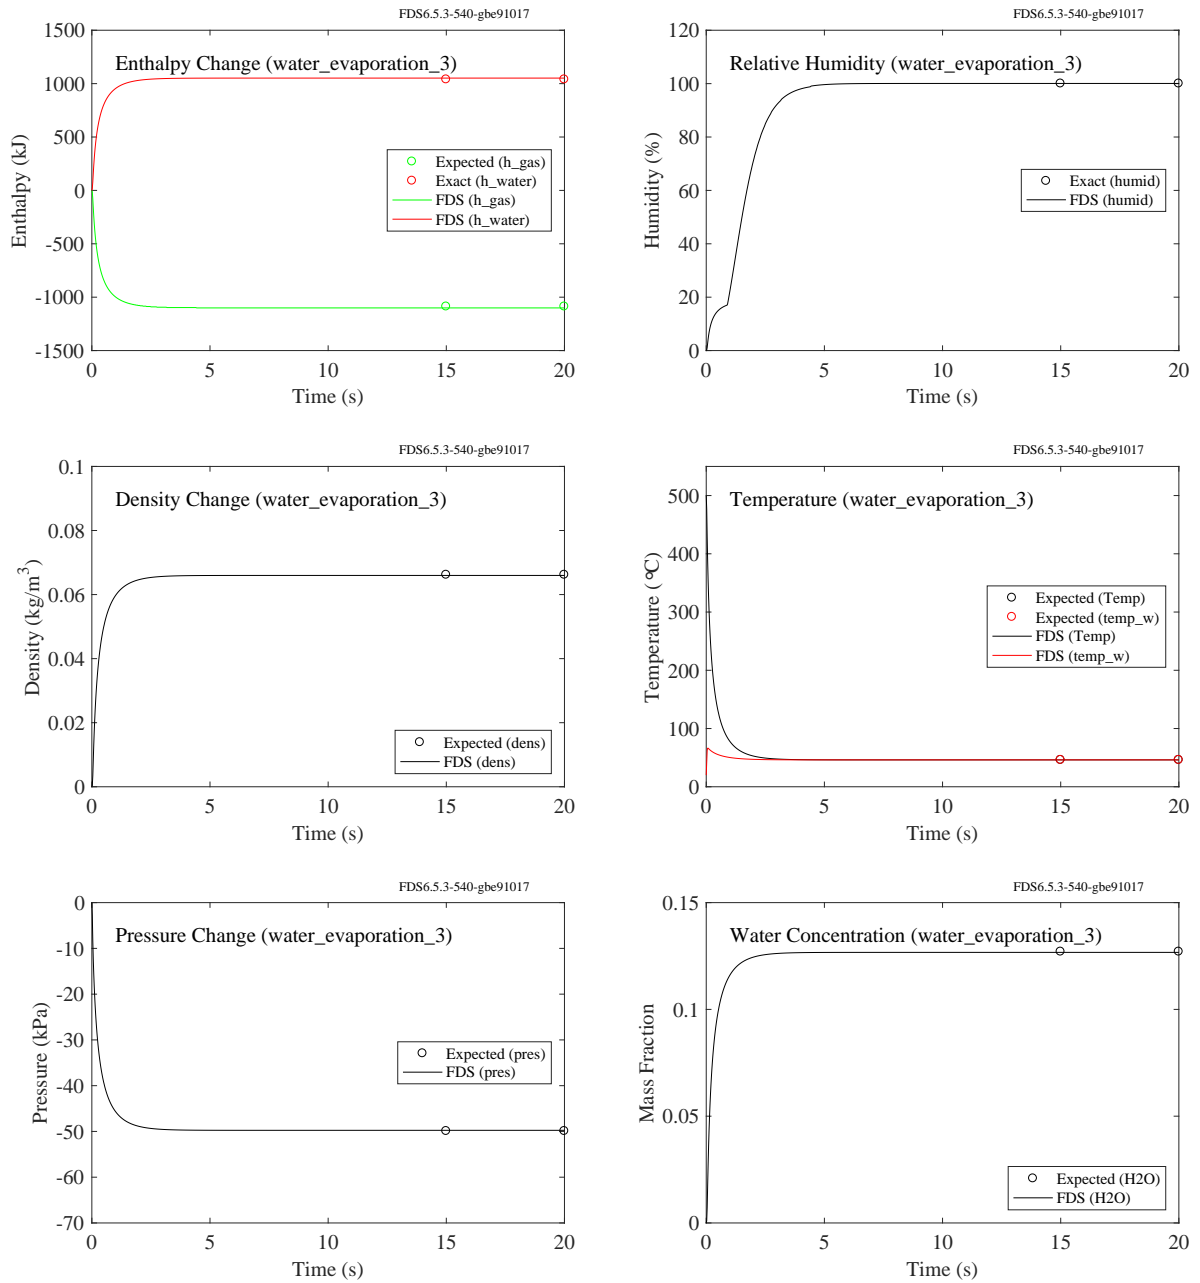 FDS6.5.3-540-gbe91017
Enthalpy Change (water_evaporation_3)
1500
1000
500
0
-500
-1000
-1500
Enthalpy (kJ)
Expected (h_gas)
Exact (h_water)
FDS (h_gas)
FDS (h_water)
0
5
10
15
20
Time (s)
FDS6.5.3-540-gbe91017
Relative Humidity (water_evaporation_3)
120
100
80
60
40
20
0
Humidity (%)
Exact (humid)
FDS (humid)
0
5
10
15
20
Time (s)
FDS6.5.3-540-gbe91017
Density Change (water_evaporation_3)
0.1
0.08
0.06
0.04
0.02
0
Density (kg/m³)
Expected (dens)
FDS (dens)
0
5
10
15
20
Time (s)
FDS6.5.3-540-gbe91017
Temperature (water_evaporation_3)
500
400
300
200
100
0
Temperature (°C)
Expected (Temp)
Expected (temp_w)
FDS (Temp)
FDS (temp_w)
0
5
10
15
20
Time (s)
FDS6.5.3-540-gbe91017
Pressure Change (water_evaporation_3)
0
-10
-20
-30
-40
-50
-60
-70
Pressure (kPa)
Expected (pres)
FDS (pres)
0
5
10
15
20
Time (s)
FDS6.5.3-540-gbe91017
Water Concentration (water_evaporation_3)
0.15
0.1
0.05
0
Mass Fraction
Expected (H2O)
FDS (H2O)
0
5
10
15
20
Time (s)